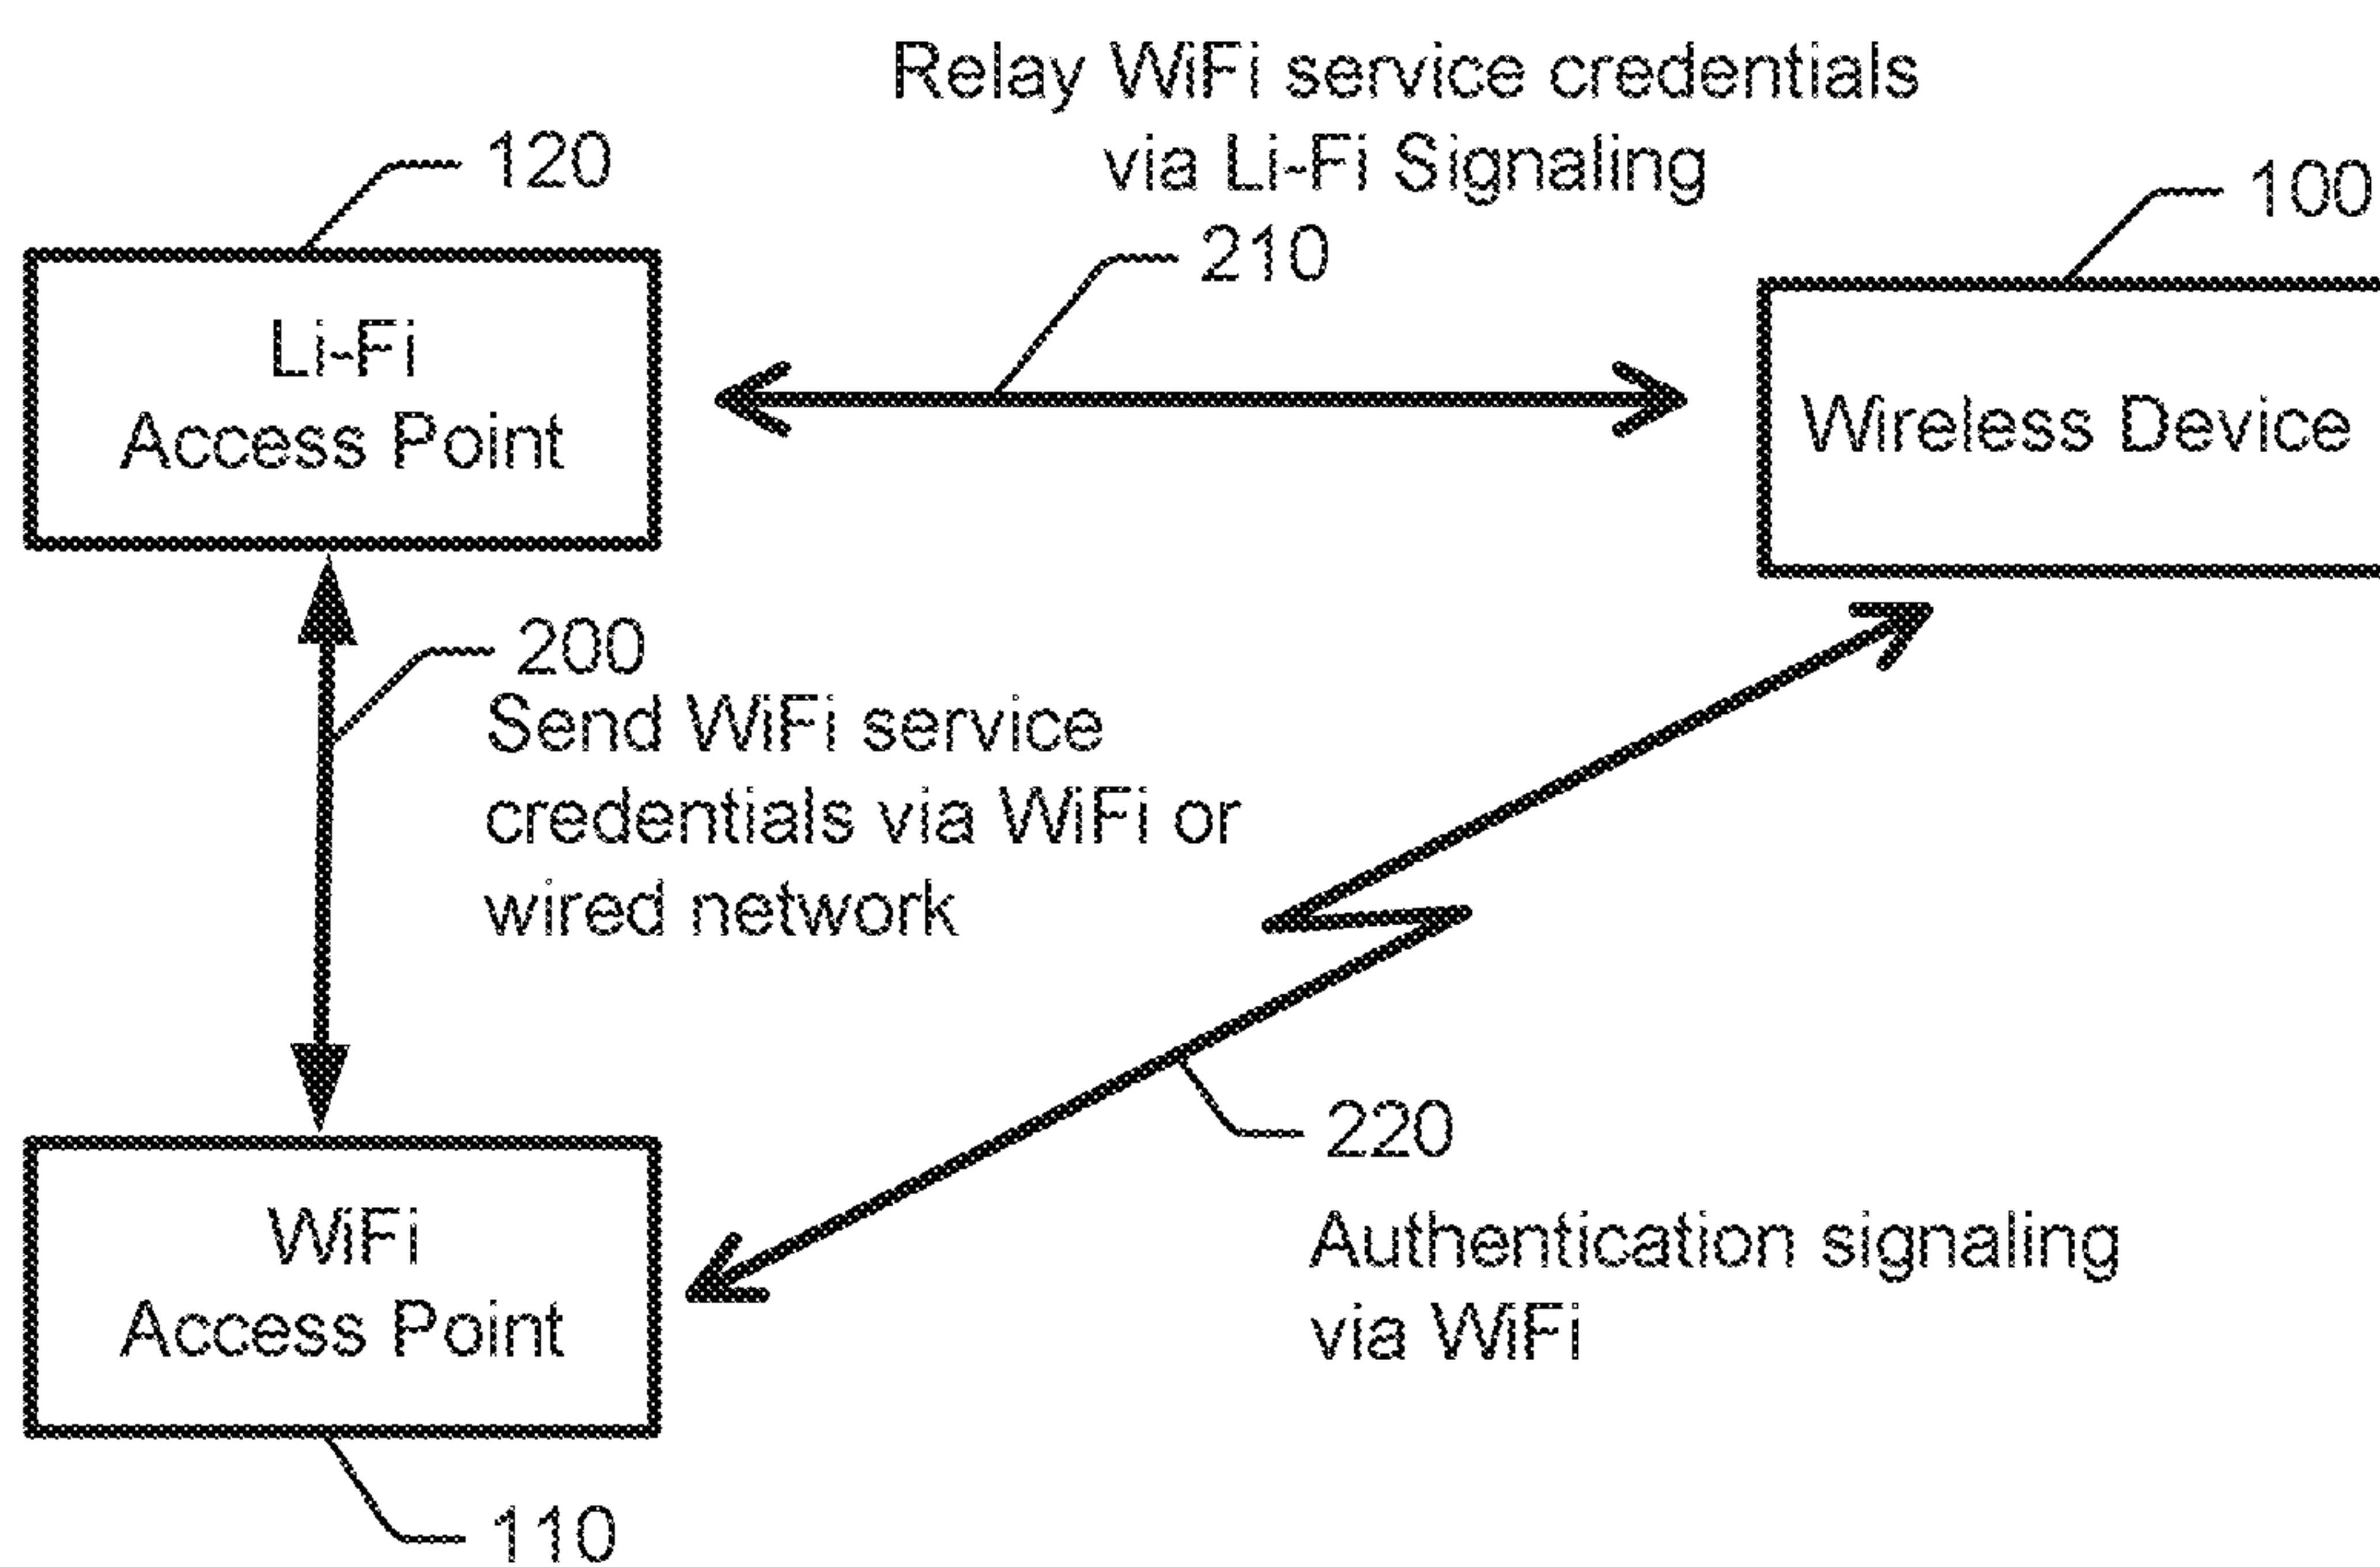 Relay WiFi service credentials
via Li-Fi Signaling
120
100
210
Li-Fi
Access Point
Wireless Device
200
Send WiFi service
credentials via WiFi or
wired network
220
Authentication signaling
via WiFi
WiFi
Access Point
110